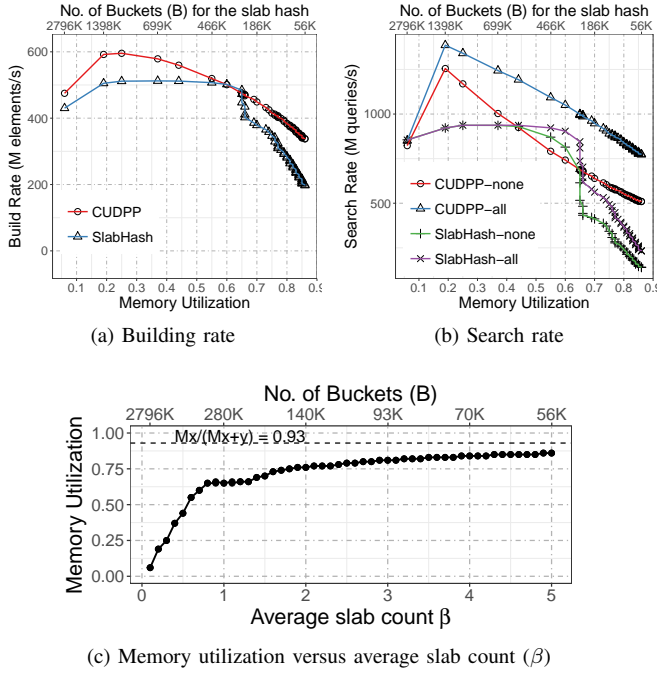 No. of Buckets (B) for the slab hash
2796K 1398K 699K 466K 186K 56K
600
400
200
0
Build Rate (M elements/s)
CUDPP
SlabHash
0.1 0.2 0.3 0.4 0.5 0.6 0.7 0.8 0.9
Memory Utilization
(a) Building rate
No. of Buckets (B) for the slab hash
2796K 1398K 699K 466K 186K 56K
1000
500
Search Rate (M queries/s)
CUDPP−none
CUDPP−all
SlabHash−none
SlabHash−all
0.1 0.2 0.3 0.4 0.5 0.6 0.7 0.8 0.9
Memory Utilization
(b) Search rate
No. of Buckets (B)
2796K 280K 140K 93K 70K 56K
Mx/(Mx+y) = 0.93
1.00
0.75
0.50
0.25
0.00
Memory Utilization
0 1 2 3 4 5
Average slab count β
(c) Memory utilization versus average slab count (β)